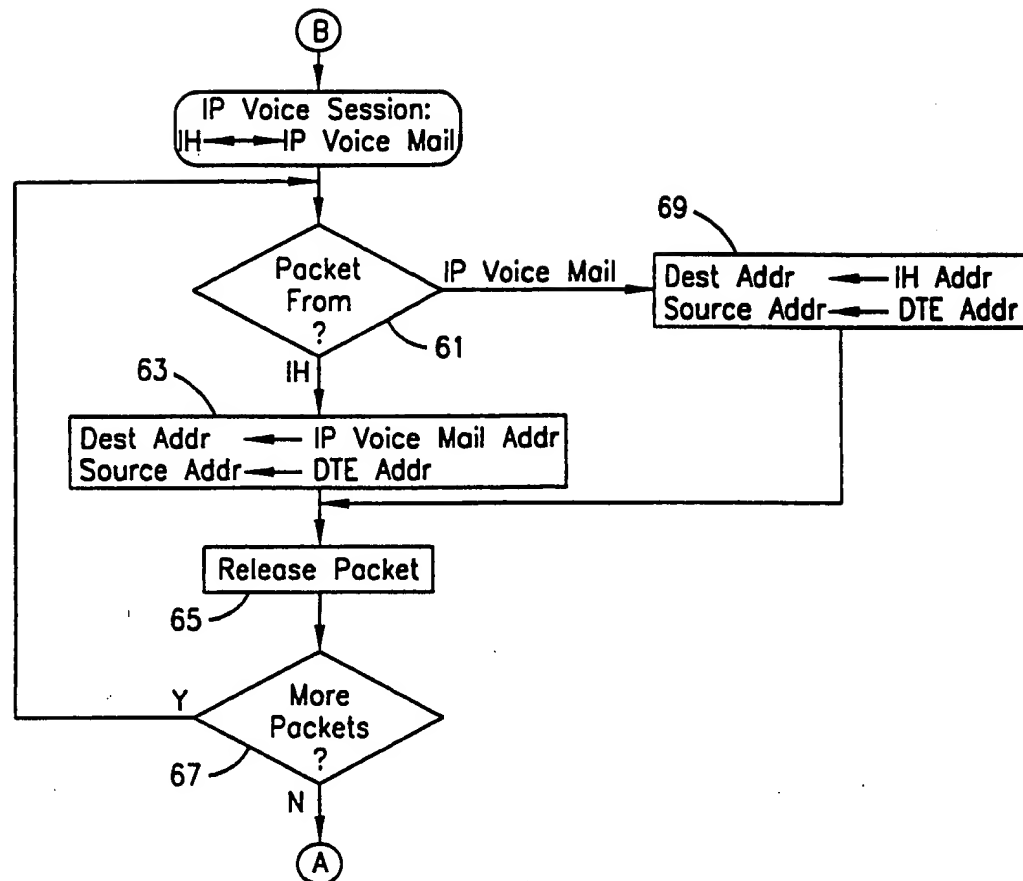 B
IP Voice Session:
IH IP Voice Mail
69
Packet
From
?
IP Voice Mail
Dest Addr IH Addr
Source Addr DTE Addr
61
IH
63
Dest Addr IP Voice Mail Addr
Source Addr DTE Addr
Release Packet
65
Y
More
Packets
?
67
N
A